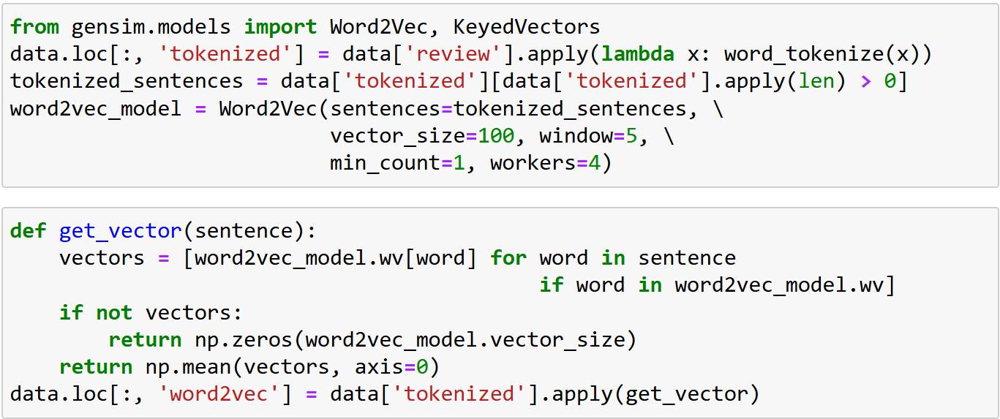 from gensim.models import Word2Vec, KeyedVectors
data.loc[:, 'tokenized'] = data['review'].apply(lambda x: word_tokenize(x))
tokenized_sentences = data['tokenized'][data['tokenized'].apply(len) > 0]
word2vec_model = Word2Vec(sentences=tokenized_sentences, \
                          vector_size=100, window=5, \
                          min_count=1, workers=4)
def get_vector(sentence):
    vectors = [word2vec_model.wv[word] for word in sentence
                                           if word in word2vec_model.wv]
    if not vectors:
        return np.zeros(word2vec_model.vector_size)
    return np.mean(vectors, axis=0)
data.loc[:, 'word2vec'] = data['tokenized'].apply(get_vector)